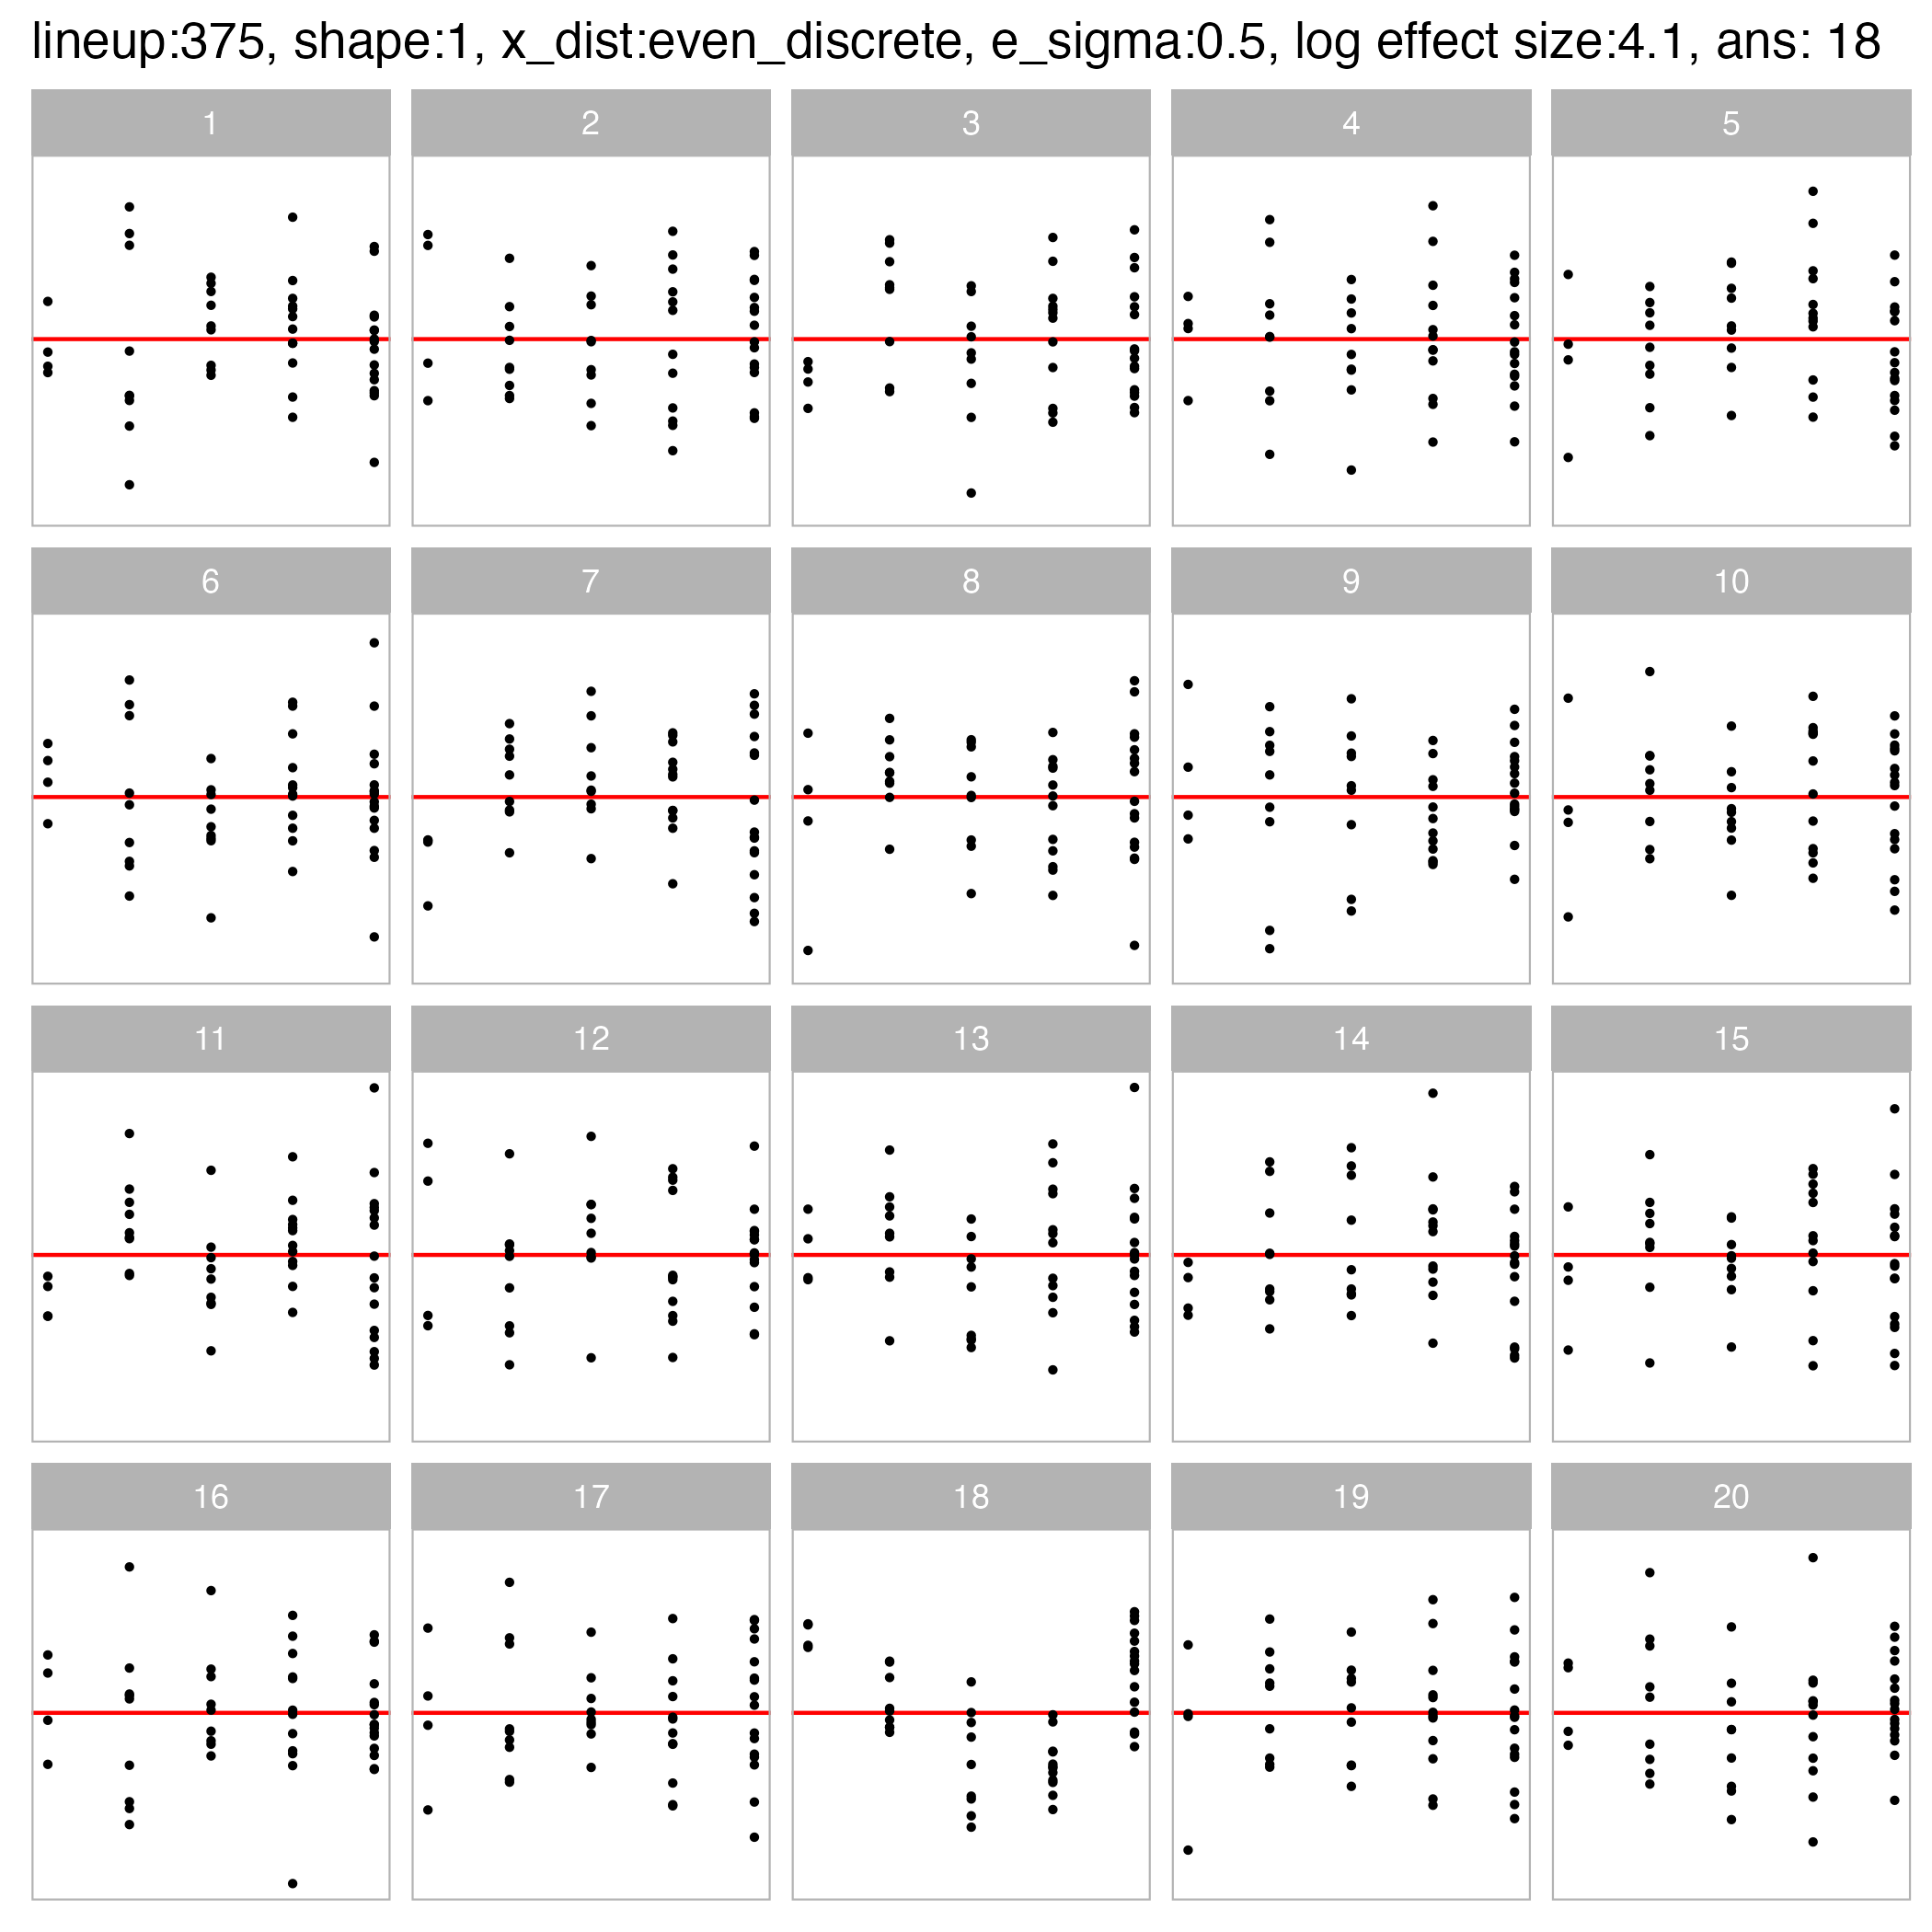 lineup:375, shape:1, x_dist:even_discrete, e_sigma:0.5, log effect size:4.1, ans: 18
1 2 3 4 5
6 7 8 9 10
11 12 13 14 15
16 17 18 19 20